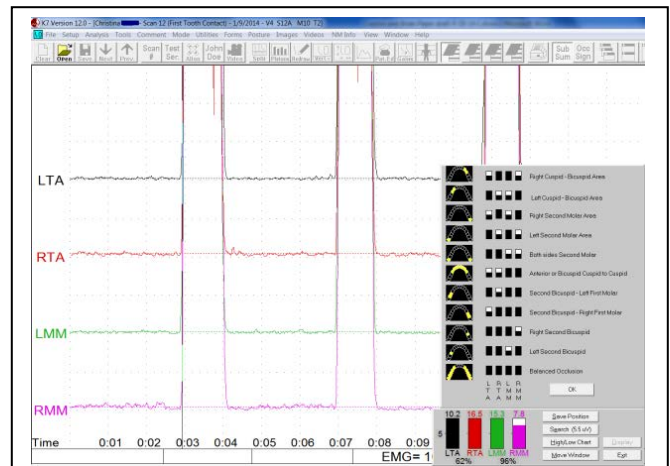 K7 Version 12.0 - [Christina - Scan 12 (First Tooth Contact) - 1/9/2014 - V4 S12A M10 T2]
File Setup Analysis Tools Comment Mode Utilities Forms Posture Images Videos NM Info View Window Help
Clear Open Save Next Prev. Scan # Test Ser. Allow John Doe Sub Sum. Occ Sign
LTA
RTA
LMM
RMM
Right Cuspid - Bicuspid Area
Left Cuspid - Bicuspid Area
Right Second Molar Area
Left Second Molar Area
Both sides Second Molar
Anterior or Bicuspid Cuspid to Cuspid
Second Bicuspid - Left First Molar
Second Bicuspid - Right First Molar
Right Second Bicuspid
Left Second Bicuspid
Balanced Occlusion
L R L R
T T M M
A A M M
OK
10.2 16.5 15.3 7.8
LTA RTA LMM RMM
5
62% 96%
Save Position
Search (5.5 uV)
High/Low Chart
Display
Move Window
Exit
Time 0:01 0:02 0:03 0:04 0:05 0:06 0:07 0:08 0:09
EMG= 1